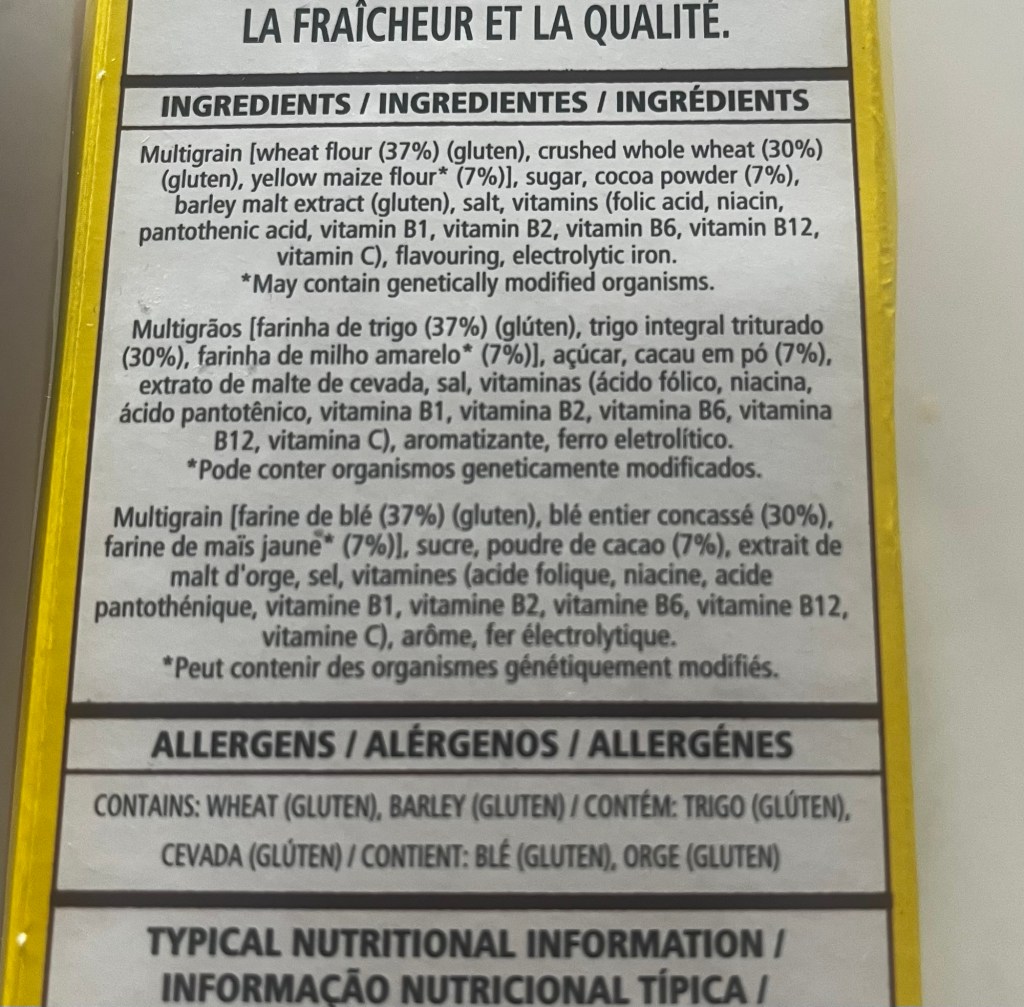 LA FRAÎCHEUR ET LA QUALITÉ.
INGREDIENTS / INGREDIENTES / INGRÉDIENTS
Multigrain [wheat flour (37%) (gluten), crushed whole wheat (30%)
(gluten), yellow maize flour* (7%)], sugar, cocoa powder (7%),
barley malt extract (gluten), salt, vitamins (folic acid, niacin,
pantothenic acid, vitamin B1, vitamin B2, vitamin B6, vitamin B12,
vitamin C), flavouring, electrolytic iron.
*May contain genetically modified organisms.
Multigrãos [farinha de trigo (37%) (glúten), trigo integral triturado
(30%), farinha de milho amarelo* (7%)], açúcar, cacau em pó (7%),
extrato de malte de cevada, sal, vitaminas (ácido fólico, niacina,
ácido pantotênico, vitamina B1, vitamina B2, vitamina B6, vitamina
B12, vitamina C), aromatizante, ferro eletrolítico.
*Pode conter organismos geneticamente modificados.
Multigrain [farine de blé (37%) (gluten), blé entier concassé (30%),
farine de maïs jaune* (7%)], sucre, poudre de cacao (7%), extrait de
malt d'orge, sel, vitamines (acide folique, niacine, acide
pantothénique, vitamine B1, vitamine B2, vitamine B6, vitamine B12,
vitamine C), arôme, fer électrolytique.
*Peut contenir des organismes génétiquement modifiés.
ALLERGENS / ALÉRGENOS / ALLERGÉNES
CONTAINS: WHEAT (GLUTEN), BARLEY (GLUTEN) / CONTÉM: TRIGO (GLÚTEN),
CEVADA (GLÚTEN) / CONTIENT: BLÉ (GLUTEN), ORGE (GLUTEN)
TYPICAL NUTRITIONAL INFORMATION /
INFORMAÇÃO NUTRICIONAL TÍPICA /